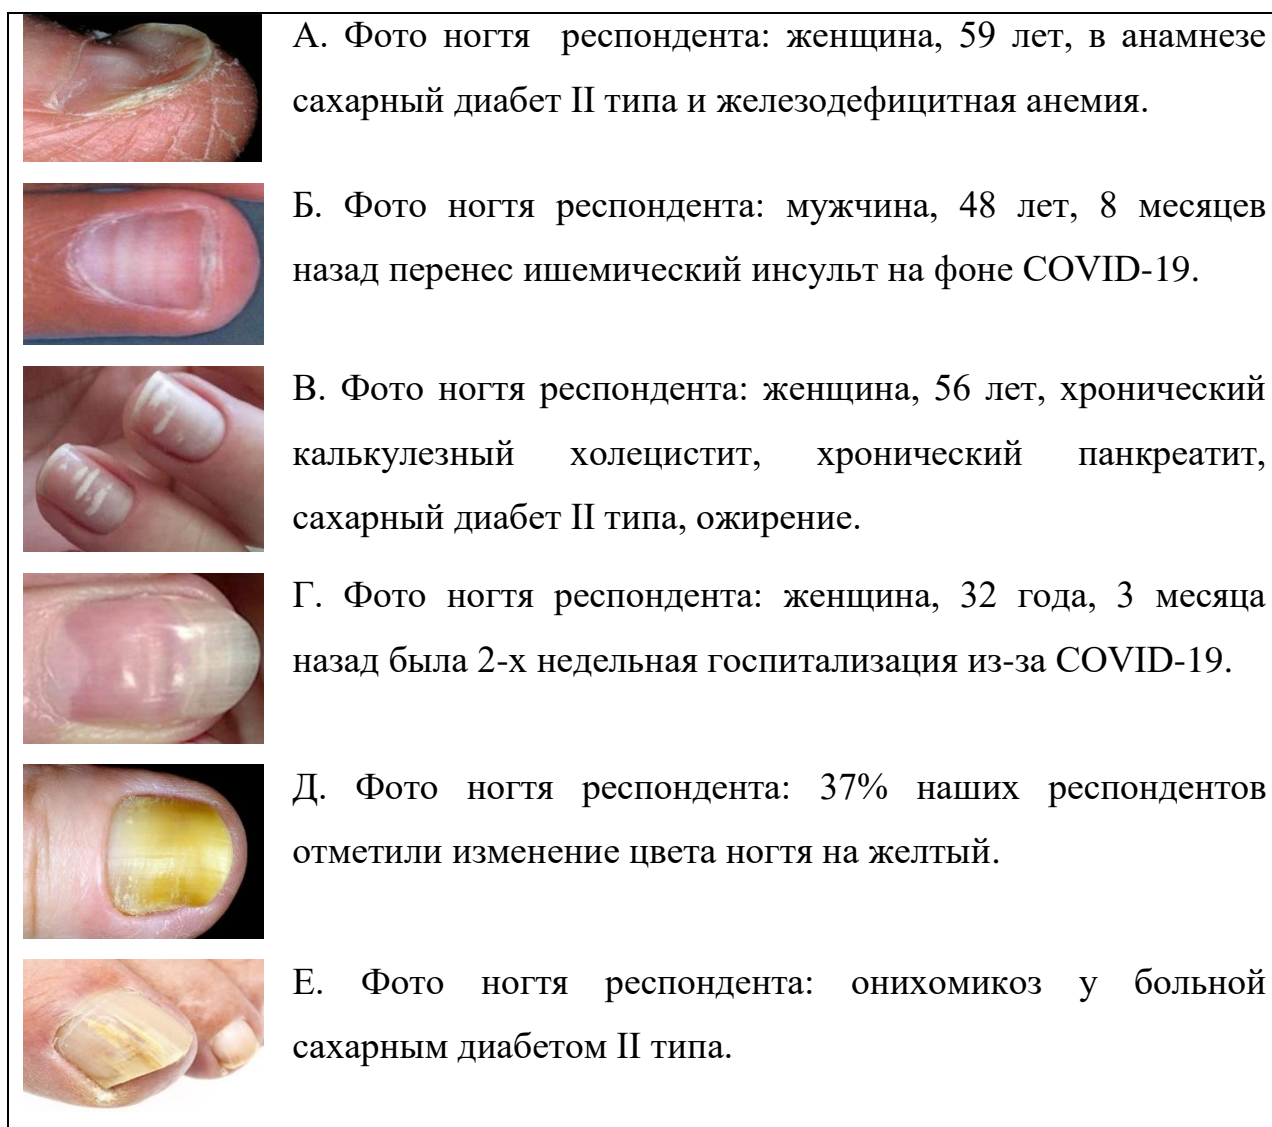 А. Фото ногтя респондента: женщина, 59 лет, в анамнезе
сахарный диабет II типа и железодефицитная анемия.
Б. Фото ногтя респондента: мужчина, 48 лет, 8 месяцев
назад перенес ишемический инсульт на фоне COVID-19.
В. Фото ногтя респондента: женщина, 56 лет, хронический
калькулезный холецистит, хронический панкреатит,
сахарный диабет II типа, ожирение.
Г. Фото ногтя респондента: женщина, 32 года, 3 месяца
назад была 2-х недельная госпитализация из-за COVID-19.
Д. Фото ногтя респондента: 37% наших респондентов
отметили изменение цвета ногтя на желтый.
Е. Фото ногтя респондента: онихомикоз у больной
сахарным диабетом II типа.